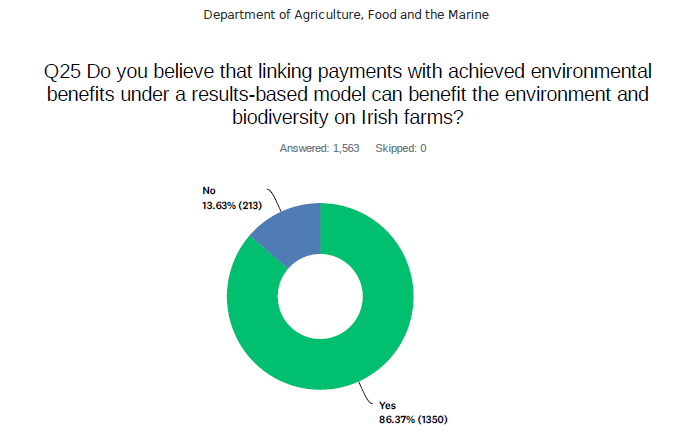 Department of Agriculture, Food and the Marine
Q25 Do you believe that linking payments with achieved environmental
benefits under a results-based model can benefit the environment and
biodiversity on Irish farms?
Answered: 1,563 Skipped: 0
No
13.63% (213)
Yes
86.37% (1350)